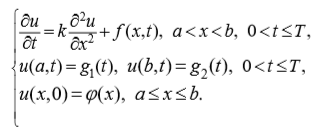 ∂u/∂t = k ∂²u/∂x² + f(x,t), a<x<b, 0<t≤T,
u(a,t)=g₁(t), u(b,t)=g₂(t), 0<t≤T,
u(x,0)=φ(x), a≤x≤b.